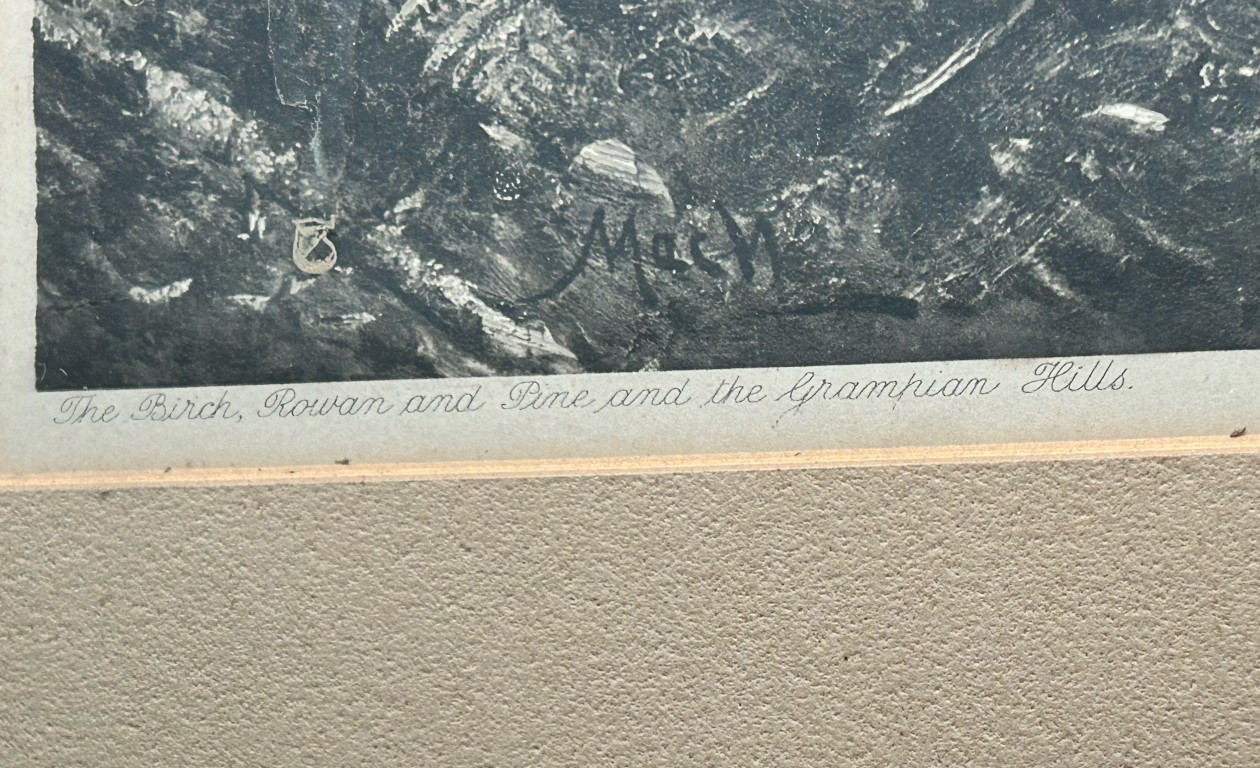 MacW
The Birch, Rowan and Pine and the Grampian Hills.